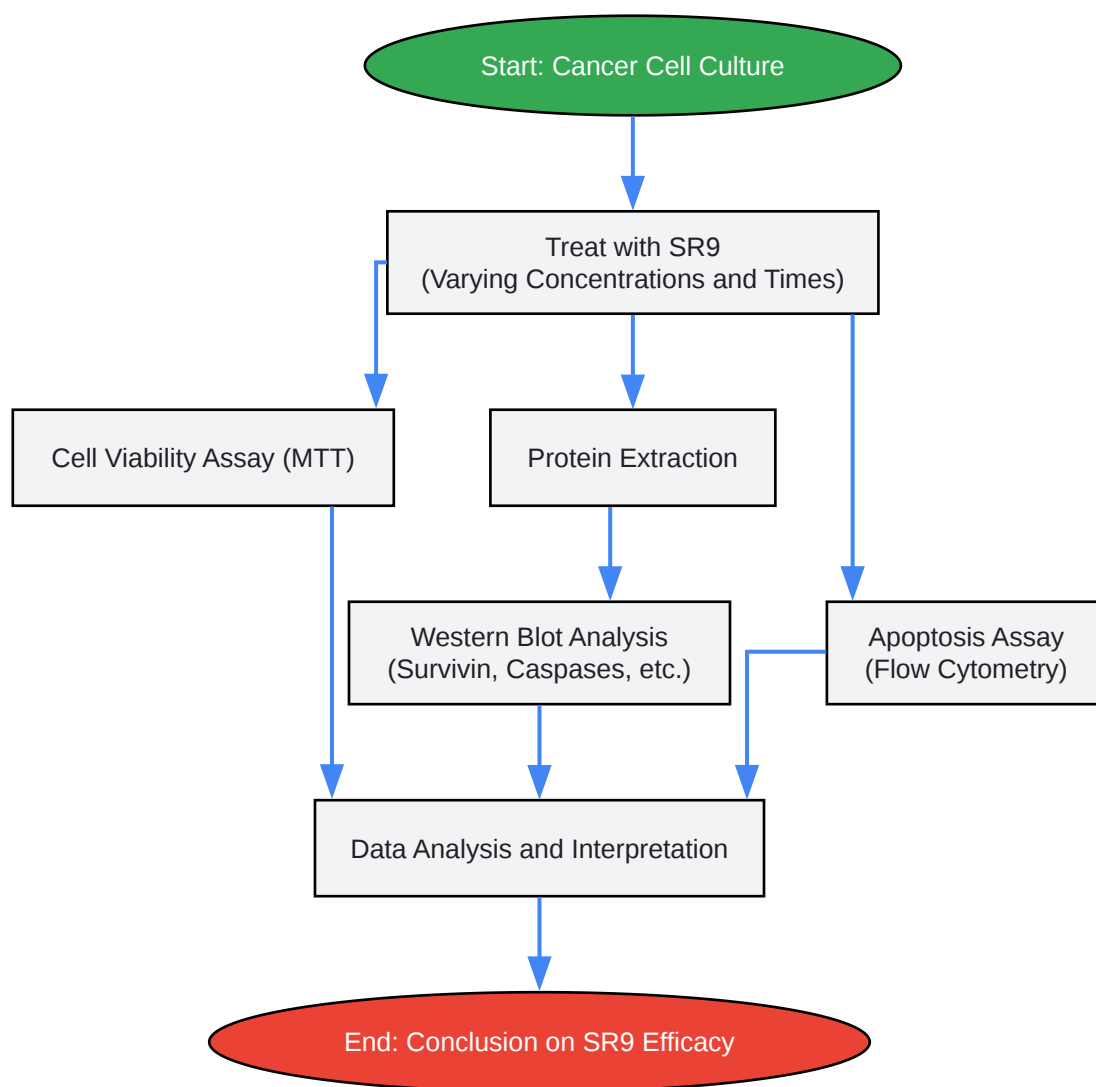 Start: Cancer Cell Culture
Treat with SR9
(Varying Concentrations and Times)
Cell Viability Assay (MTT)
Protein Extraction
Western Blot Analysis
(Survivin, Caspases, etc.)
Apoptosis Assay
(Flow Cytometry)
Data Analysis and Interpretation
End: Conclusion on SR9 Efficacy